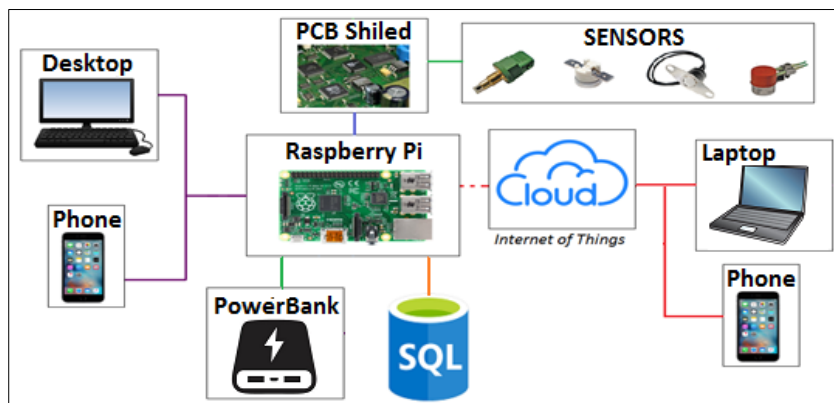 PCB Shiled
SENSORS
Desktop
Raspberry Pi
Laptop
Cloud
Phone
Internet of Things
Phone
PowerBank
SQL